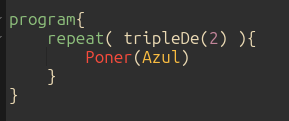 program{
    repeat( tripleDe(2) ){
        Poner(Azul)
    }
}